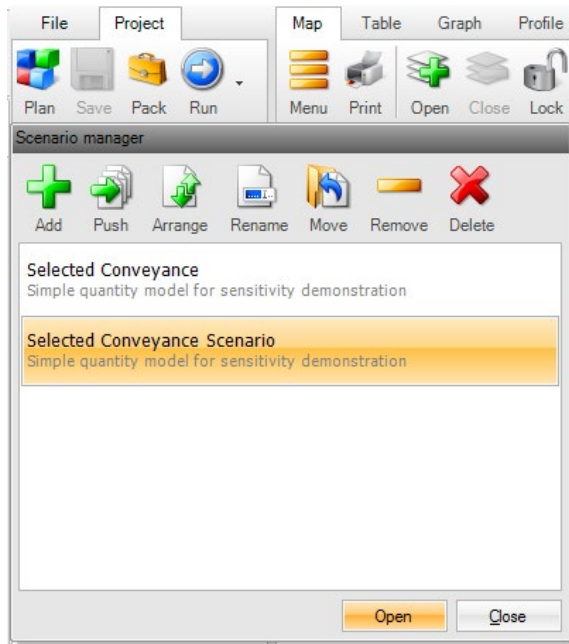 File Project Map Table Graph Profile
Plan Save Pack Run Menu Print Open Close Lock
Scenario manager
Add Push Arrange Rename Move Remove Delete
Selected Conveyance
Simple quantity model for sensitivity demonstration
Selected Conveyance Scenario
Simple quantity model for sensitivity demonstration
Open Close